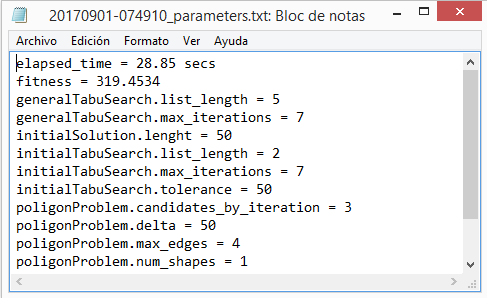 20170901-074910_parameters.txt: Bloc de notas
Archivo Edición Formato Ver Ayuda
elapsed_time = 28.85 secs
fitness = 319.4534
generalTabuSearch.list_length = 5
generalTabuSearch.max_iterations = 7
initialSolution.lenght = 50
initialTabuSearch.list_length = 2
initialTabuSearch.max_iterations = 7
initialTabuSearch.tolerance = 50
poligonProblem.candidates_by_iteration = 3
poligonProblem.delta = 50
poligonProblem.max_edges = 4
poligonProblem.num_shapes = 1